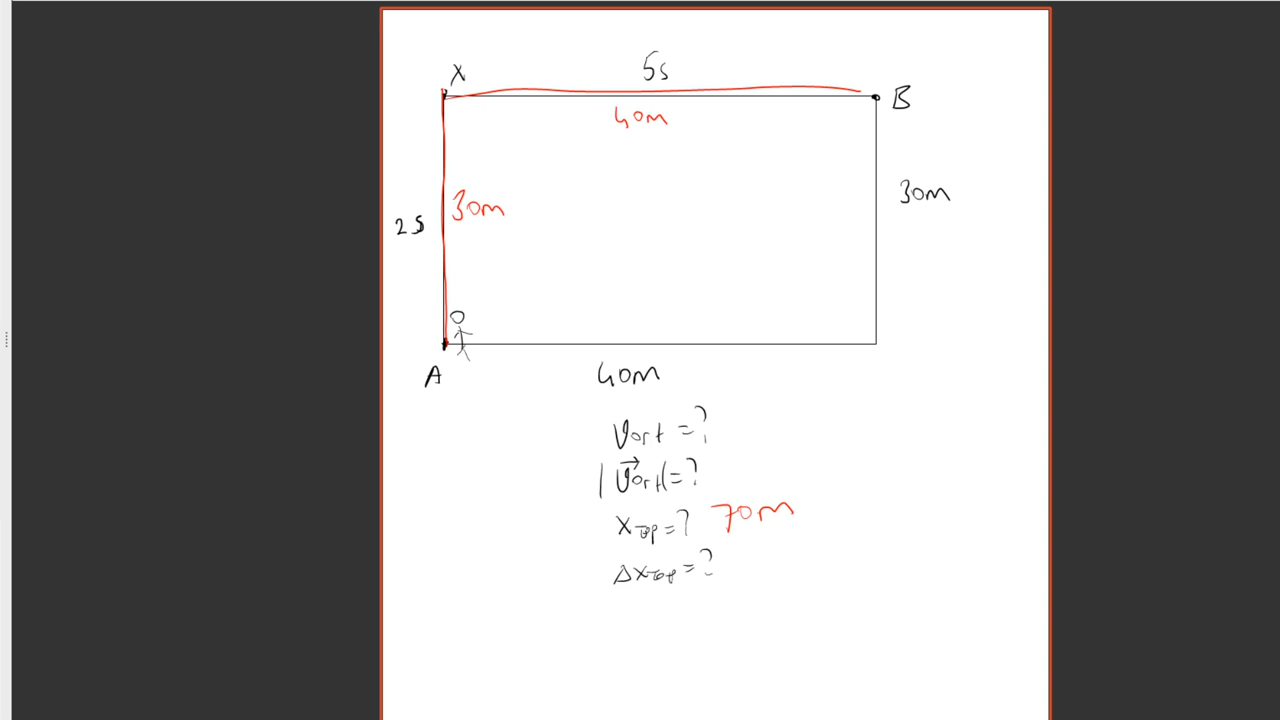 X
5s
B
40m
30m
30m
2s
A
40m
Vort = ?
|V⃗ort| = ?
xTop = ? 70m
ΔxTop = ?